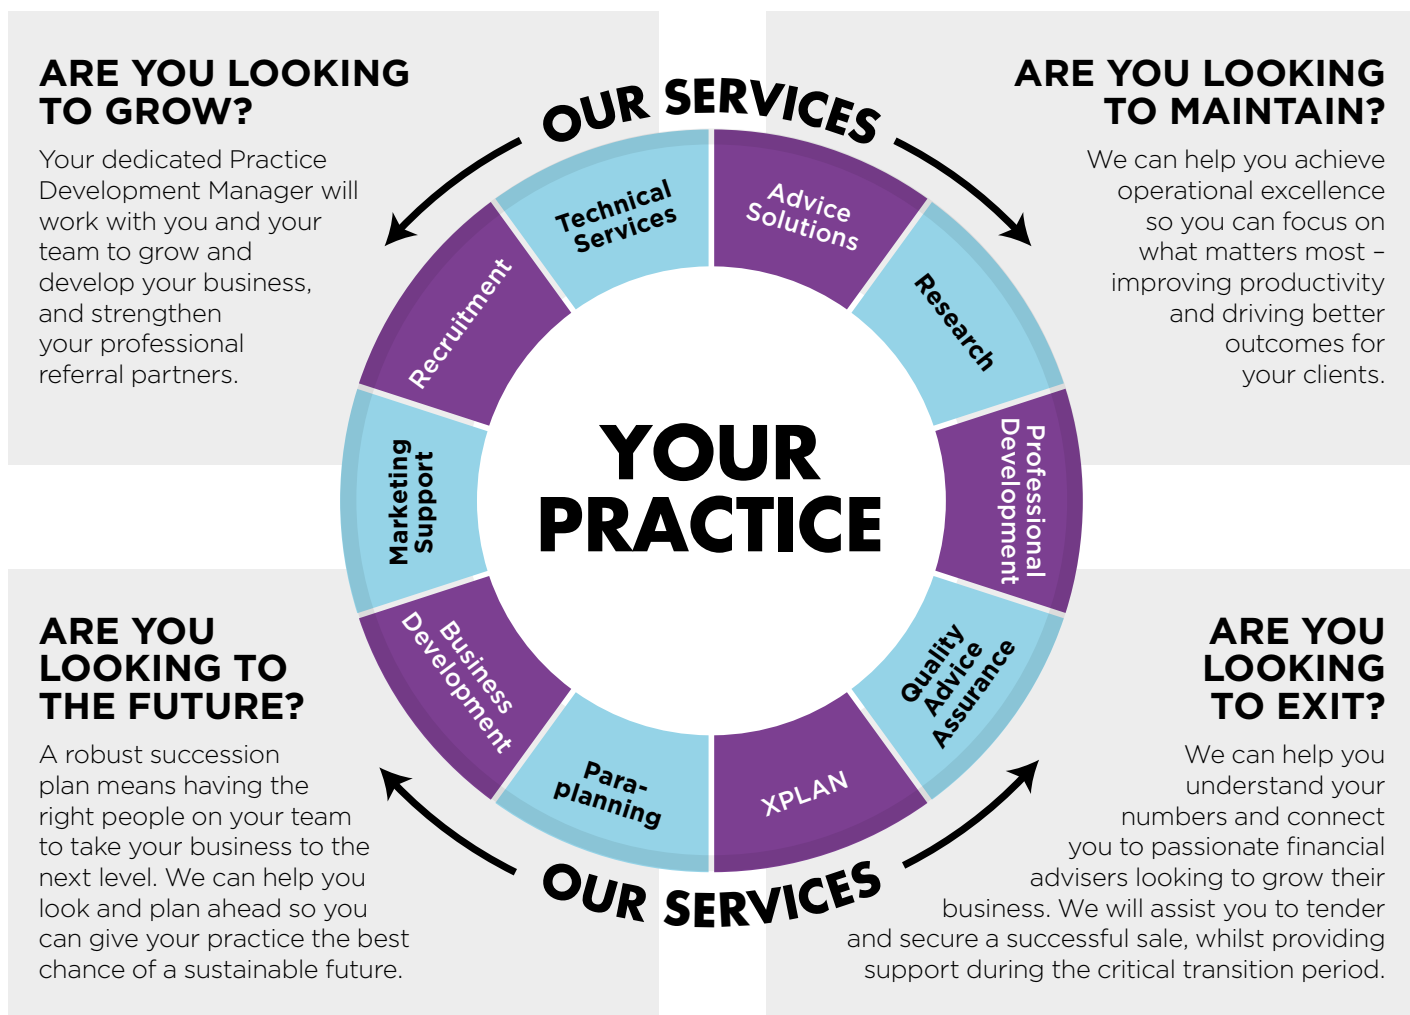 ARE YOU LOOKING
TO GROW?
Your dedicated Practice
Development Manager will
work with you and your
team to grow and
develop your business,
and strengthen
your professional
referral partners.
ARE YOU LOOKING
TO MAINTAIN?
We can help you achieve
operational excellence
so you can focus on
what matters most –
improving productivity
and driving better
outcomes for
your clients.
OUR SERVICES
Technical
Services
Advice
Solutions
Research
Professional
Development
Quality
Advice
Assurance
XPLAN
Para-
planning
Business
Development
Marketing
Support
Recruitment
YOUR
PRACTICE
OUR SERVICES
ARE YOU
LOOKING TO
THE FUTURE?
A robust succession
plan means having the
right people on your team
to take your business to the
next level. We can help you
look and plan ahead so you
can give your practice the best
chance of a sustainable future.
ARE YOU
LOOKING
TO EXIT?
We can help you
understand your
numbers and connect
you to passionate financial
advisers looking to grow their
business. We will assist you to tender
and secure a successful sale, whilst providing
support during the critical transition period.